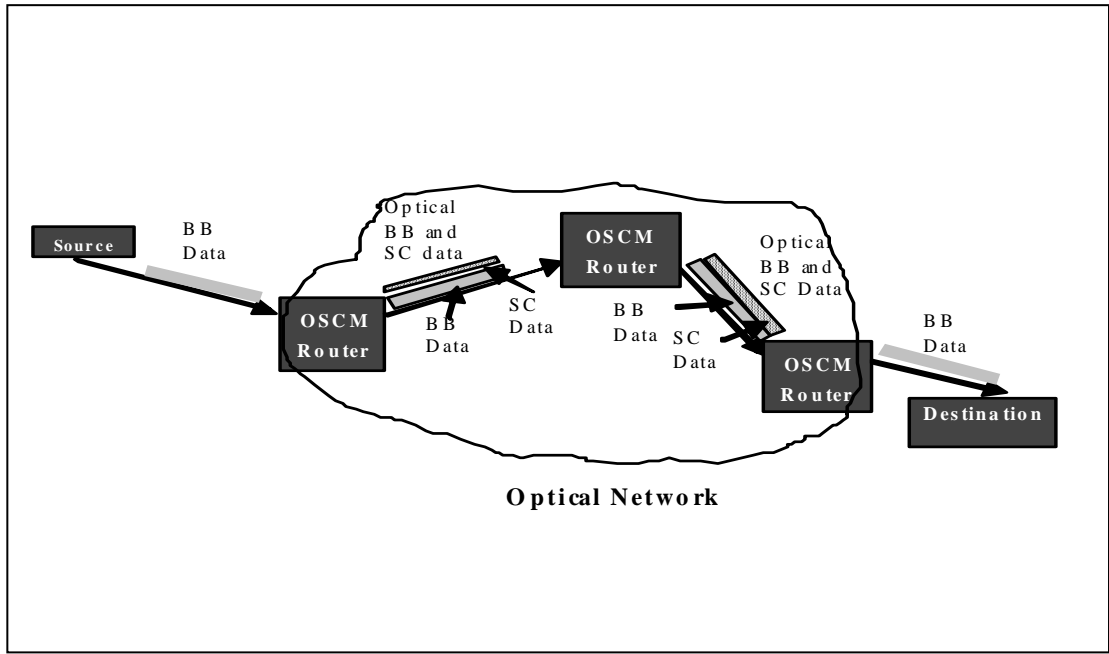 Source
BB
Data
Optical
BB and
SC data
OSCM
Router
BB
Data
SC
Data
OSCM
Router
BB
Data
SC
Data
Optical
BB and
SC Data
OSCM
Router
BB
Data
Destination
Optical Network